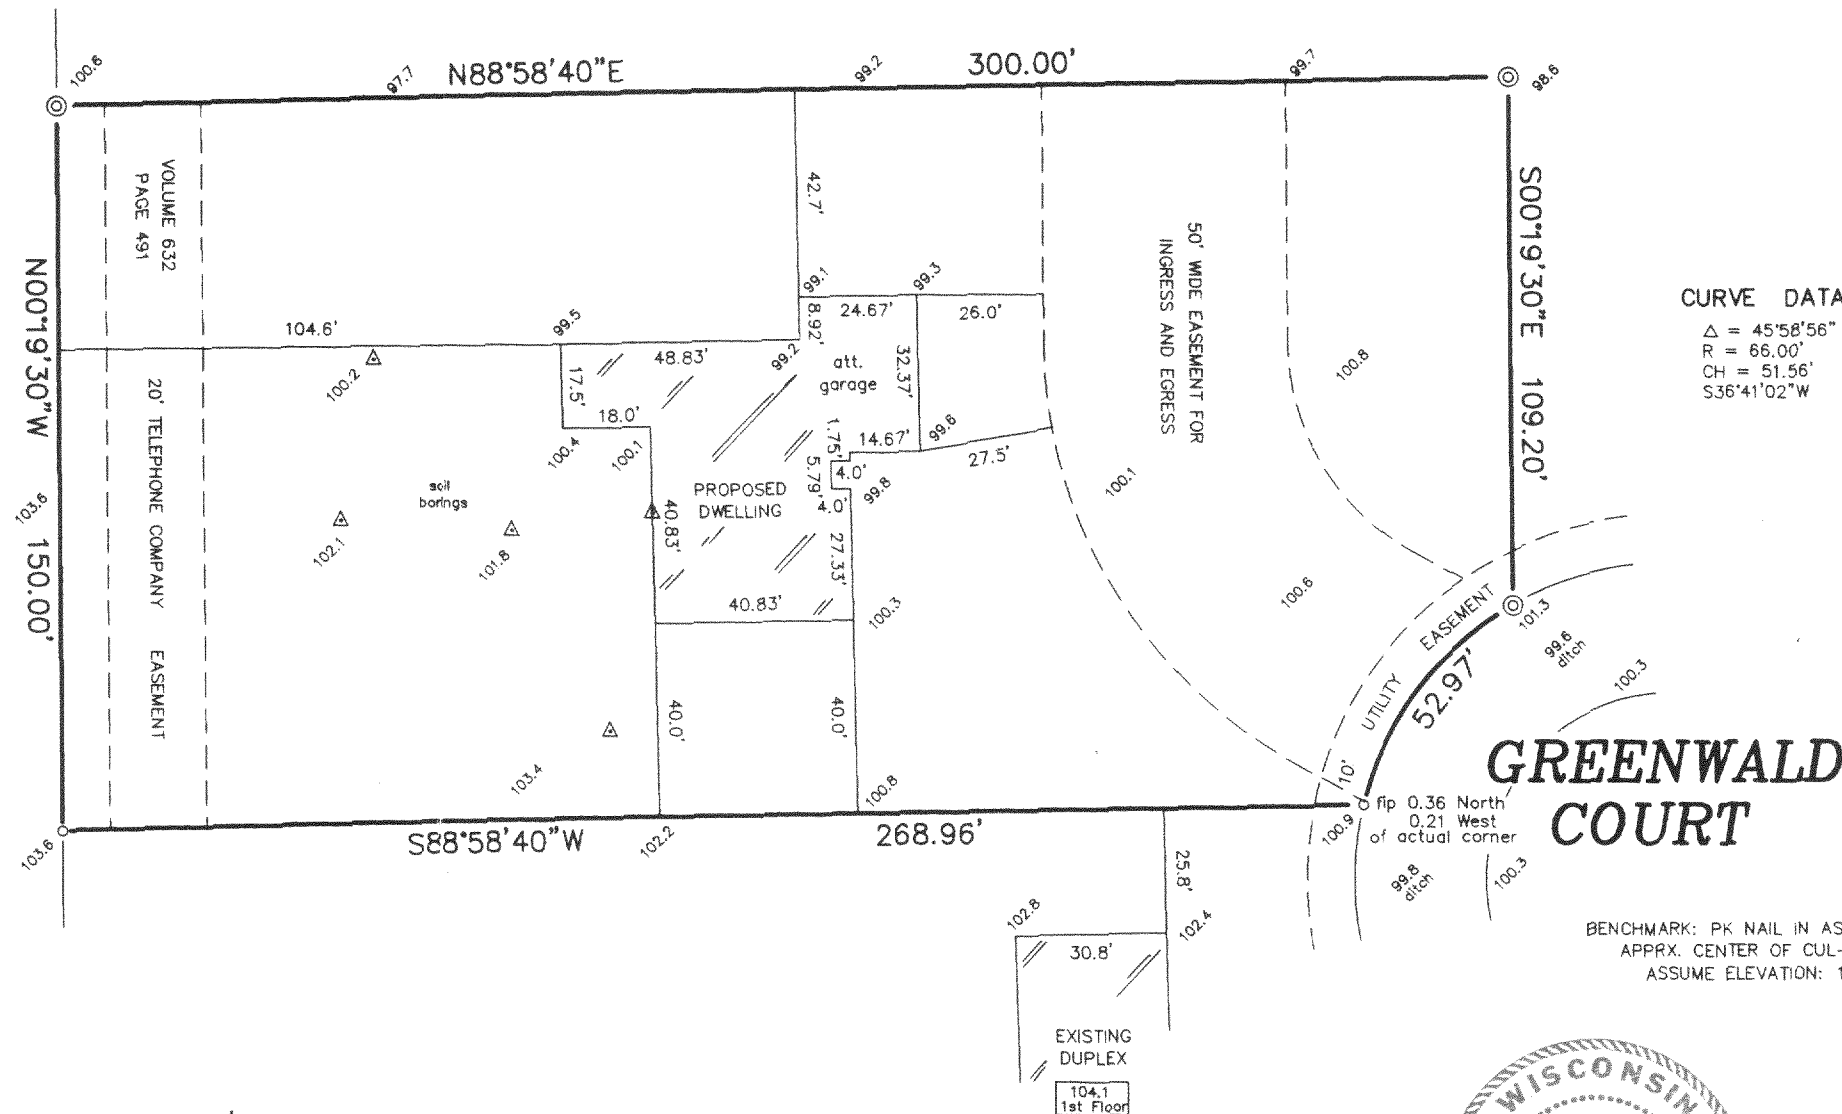 100.6
97.7
N88°58'40"E
99.2
300.00'
99.7
98.6
VOLUME 632
PAGE 491
20' TELEPHONE COMPANY EASEMENT
N00°19'30"W 150.00'
103.6
104.6'
99.5
100.2
42.7'
99.1
8.92'
24.67'
99.3
26.0'
48.83'
99.2
att.
garage
32.37'
17.5'
18.0'
100.4
100.1
1.75'
14.67'
99.6
27.5'
5.79'
4.0'
4.0'
99.8
soil
borings
102.1
101.8
PROPOSED
DWELLING
40.83'
27.33'
40.83'
100.3
40.0'
40.0'
103.4
100.8
50' WIDE EASEMENT FOR
INGRESS AND EGRESS
100.1
100.8
100.6
S00°19'30"E 109.20'
CURVE DATA
Δ = 45°58'56"
R = 66.00'
CH = 51.56'
S36°41'02"W
101.3
99.6
ditch
100.3
10' UTILITY EASEMENT
52.97'
GREENWALD
COURT
fip 0.36 North
0.21 West
of actual corner
100.9
99.8
ditch
100.3
103.6
S88°58'40"W
102.2
268.96'
25.8'
102.8
102.4
30.8'
EXISTING
DUPLEX
104.1
1st Floor
BENCHMARK: PK NAIL IN AS
APPRX. CENTER OF CUL-
ASSUME ELEVATION: 1
WISCONSIN